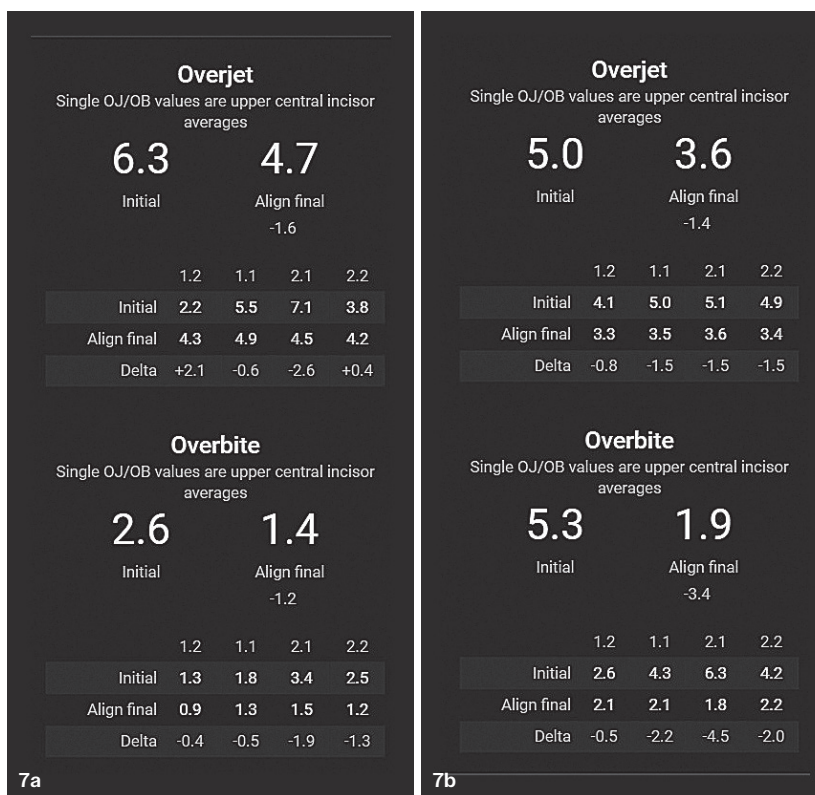 Overjet
Single OJ/OB values are upper central incisor
averages
6.3 4.7
Initial Align final
-1.6
1.2 1.1 2.1 2.2
Initial 2.2 5.5 7.1 3.8
Align final 4.3 4.9 4.5 4.2
Delta +2.1 -0.6 -2.6 +0.4
Overbite
Single OJ/OB values are upper central incisor
averages
2.6 1.4
Initial Align final
-1.2
1.2 1.1 2.1 2.2
Initial 1.3 1.8 3.4 2.5
Align final 0.9 1.3 1.5 1.2
Delta -0.4 -0.5 -1.9 -1.3
7a
Overjet
Single OJ/OB values are upper central incisor
averages
5.0 3.6
Initial Align final
-1.4
1.2 1.1 2.1 2.2
Initial 4.1 5.0 5.1 4.9
Align final 3.3 3.5 3.6 3.4
Delta -0.8 -1.5 -1.5 -1.5
Overbite
Single OJ/OB values are upper central incisor
averages
5.3 1.9
Initial Align final
-3.4
1.2 1.1 2.1 2.2
Initial 2.6 4.3 6.3 4.2
Align final 2.1 2.1 1.8 2.2
Delta -0.5 -2.2 -4.5 -2.0
7b